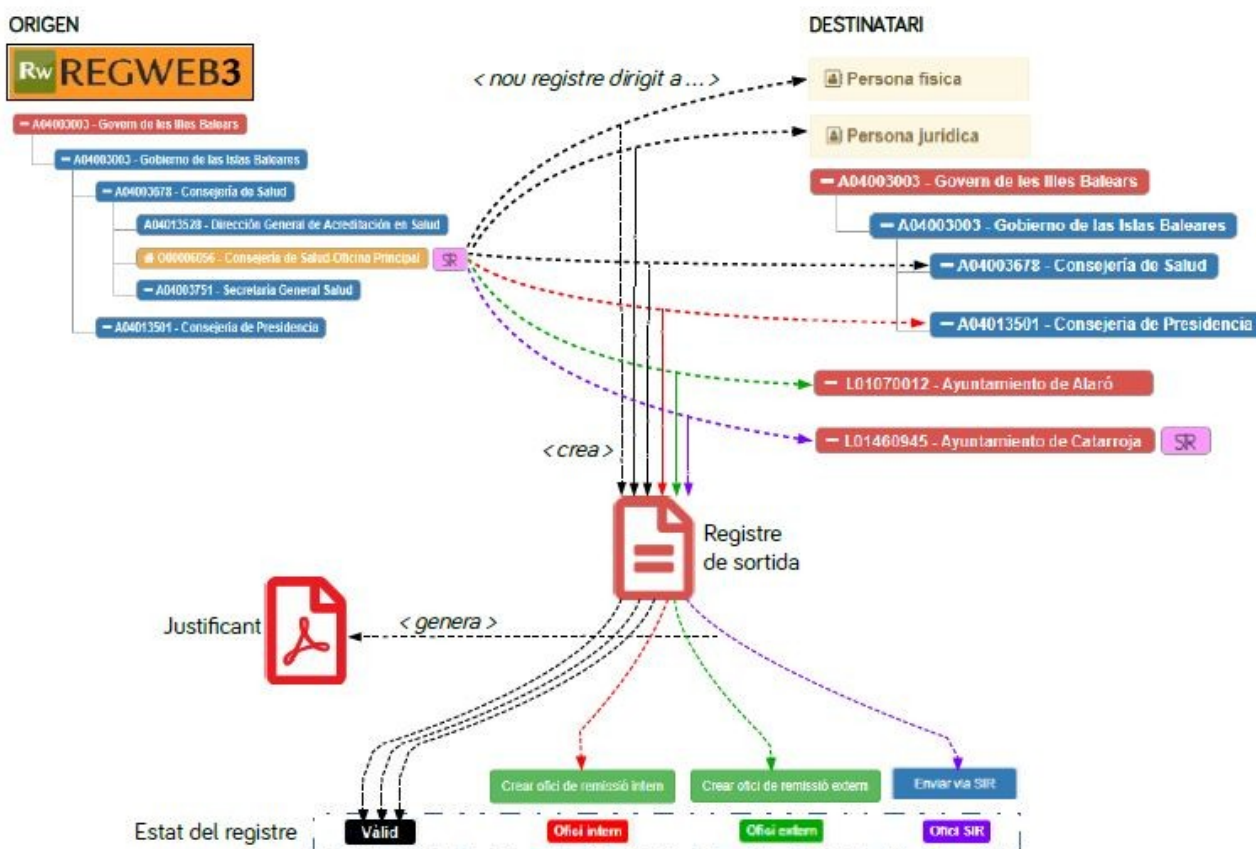 ORIGEN
Rw REGWEB3
A04003003 - Govern de les Illes Balears
A04003003 - Gobierno de las Islas Baleares
A04003678 - Consejería de Salud
A04013528 - Dirección General de Acreditación en Salud
O00006056 - Consejería de Salud-Oficina Principal
SIR
A04003751 - Secretaria General Salud
A04013501 - Consejería de Presidencia
< nou registre dirigit a ... >
DESTINATARI
Persona fisica
Persona jurídica
A04003003 - Govern de les Illes Balears
A04003003 - Gobierno de las Islas Baleares
A04003678 - Consejería de Salud
A04013501 - Consejería de Presidencia
L01070012 - Ayuntamiento de Alaró
L01460945 - Ayuntamiento de Catarroja
SIR
< crea >
Registre
de sortida
Justificant
< genera >
Crear ofici de remissió intern
Crear ofici de remissió extern
Enviar via SIR
Estat del registre
Vàlid
Ofici intern
Ofici extern
Ofici SIR